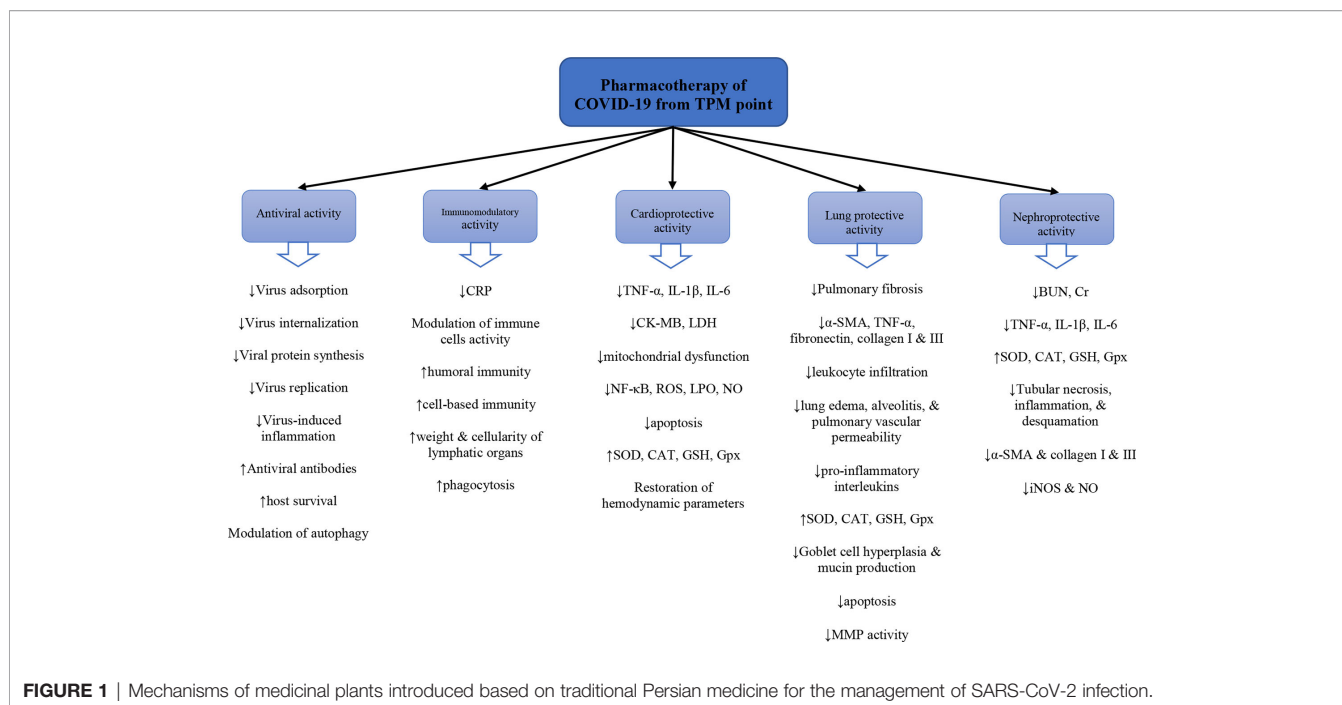 Pharmacotherapy of
COVID-19 from TPM point
Antiviral activity
↓Virus adsorption
↓Virus internalization
↓Viral protein synthesis
↓Virus replication
↓Virus-induced
inflammation
↑Antiviral antibodies
↑host survival
Modulation of autophagy
Immunomodulatory
activity
↓CRP
Modulation of immune
cells activity
↑humoral immunity
↑cell-based immunity
↑weight & cellularity of
lymphatic organs
↑phagocytosis
Cardioprotective
activity
↓TNF-α, IL-1β, IL-6
↓CK-MB, LDH
↓mitochondrial dysfunction
↓NF-κB, ROS, LPO, NO
↓apoptosis
↑SOD, CAT, GSH, Gpx
Restoration of
hemodynamic parameters
Lung protective
activity
↓Pulmonary fibrosis
↓α-SMA, TNF-α,
fibronectin, collagen I & III
↓leukocyte infiltration
↓lung edema, alveolitis, &
pulmonary vascular
permeability
↓pro-inflammatory
interleukins
↑SOD, CAT, GSH, Gpx
↓Goblet cell hyperplasia &
mucin production
↓apoptosis
↓MMP activity
Nephroprotective
activity
↓BUN, Cr
↓TNF-α, IL-1β, IL-6
↑SOD, CAT, GSH, Gpx
↓Tubular necrosis,
inflammation, &
desquamation
↓α-SMA & collagen I & III
↓iNOS & NO
FIGURE 1 | Mechanisms of medicinal plants introduced based on traditional Persian medicine for the management of SARS-CoV-2 infection.